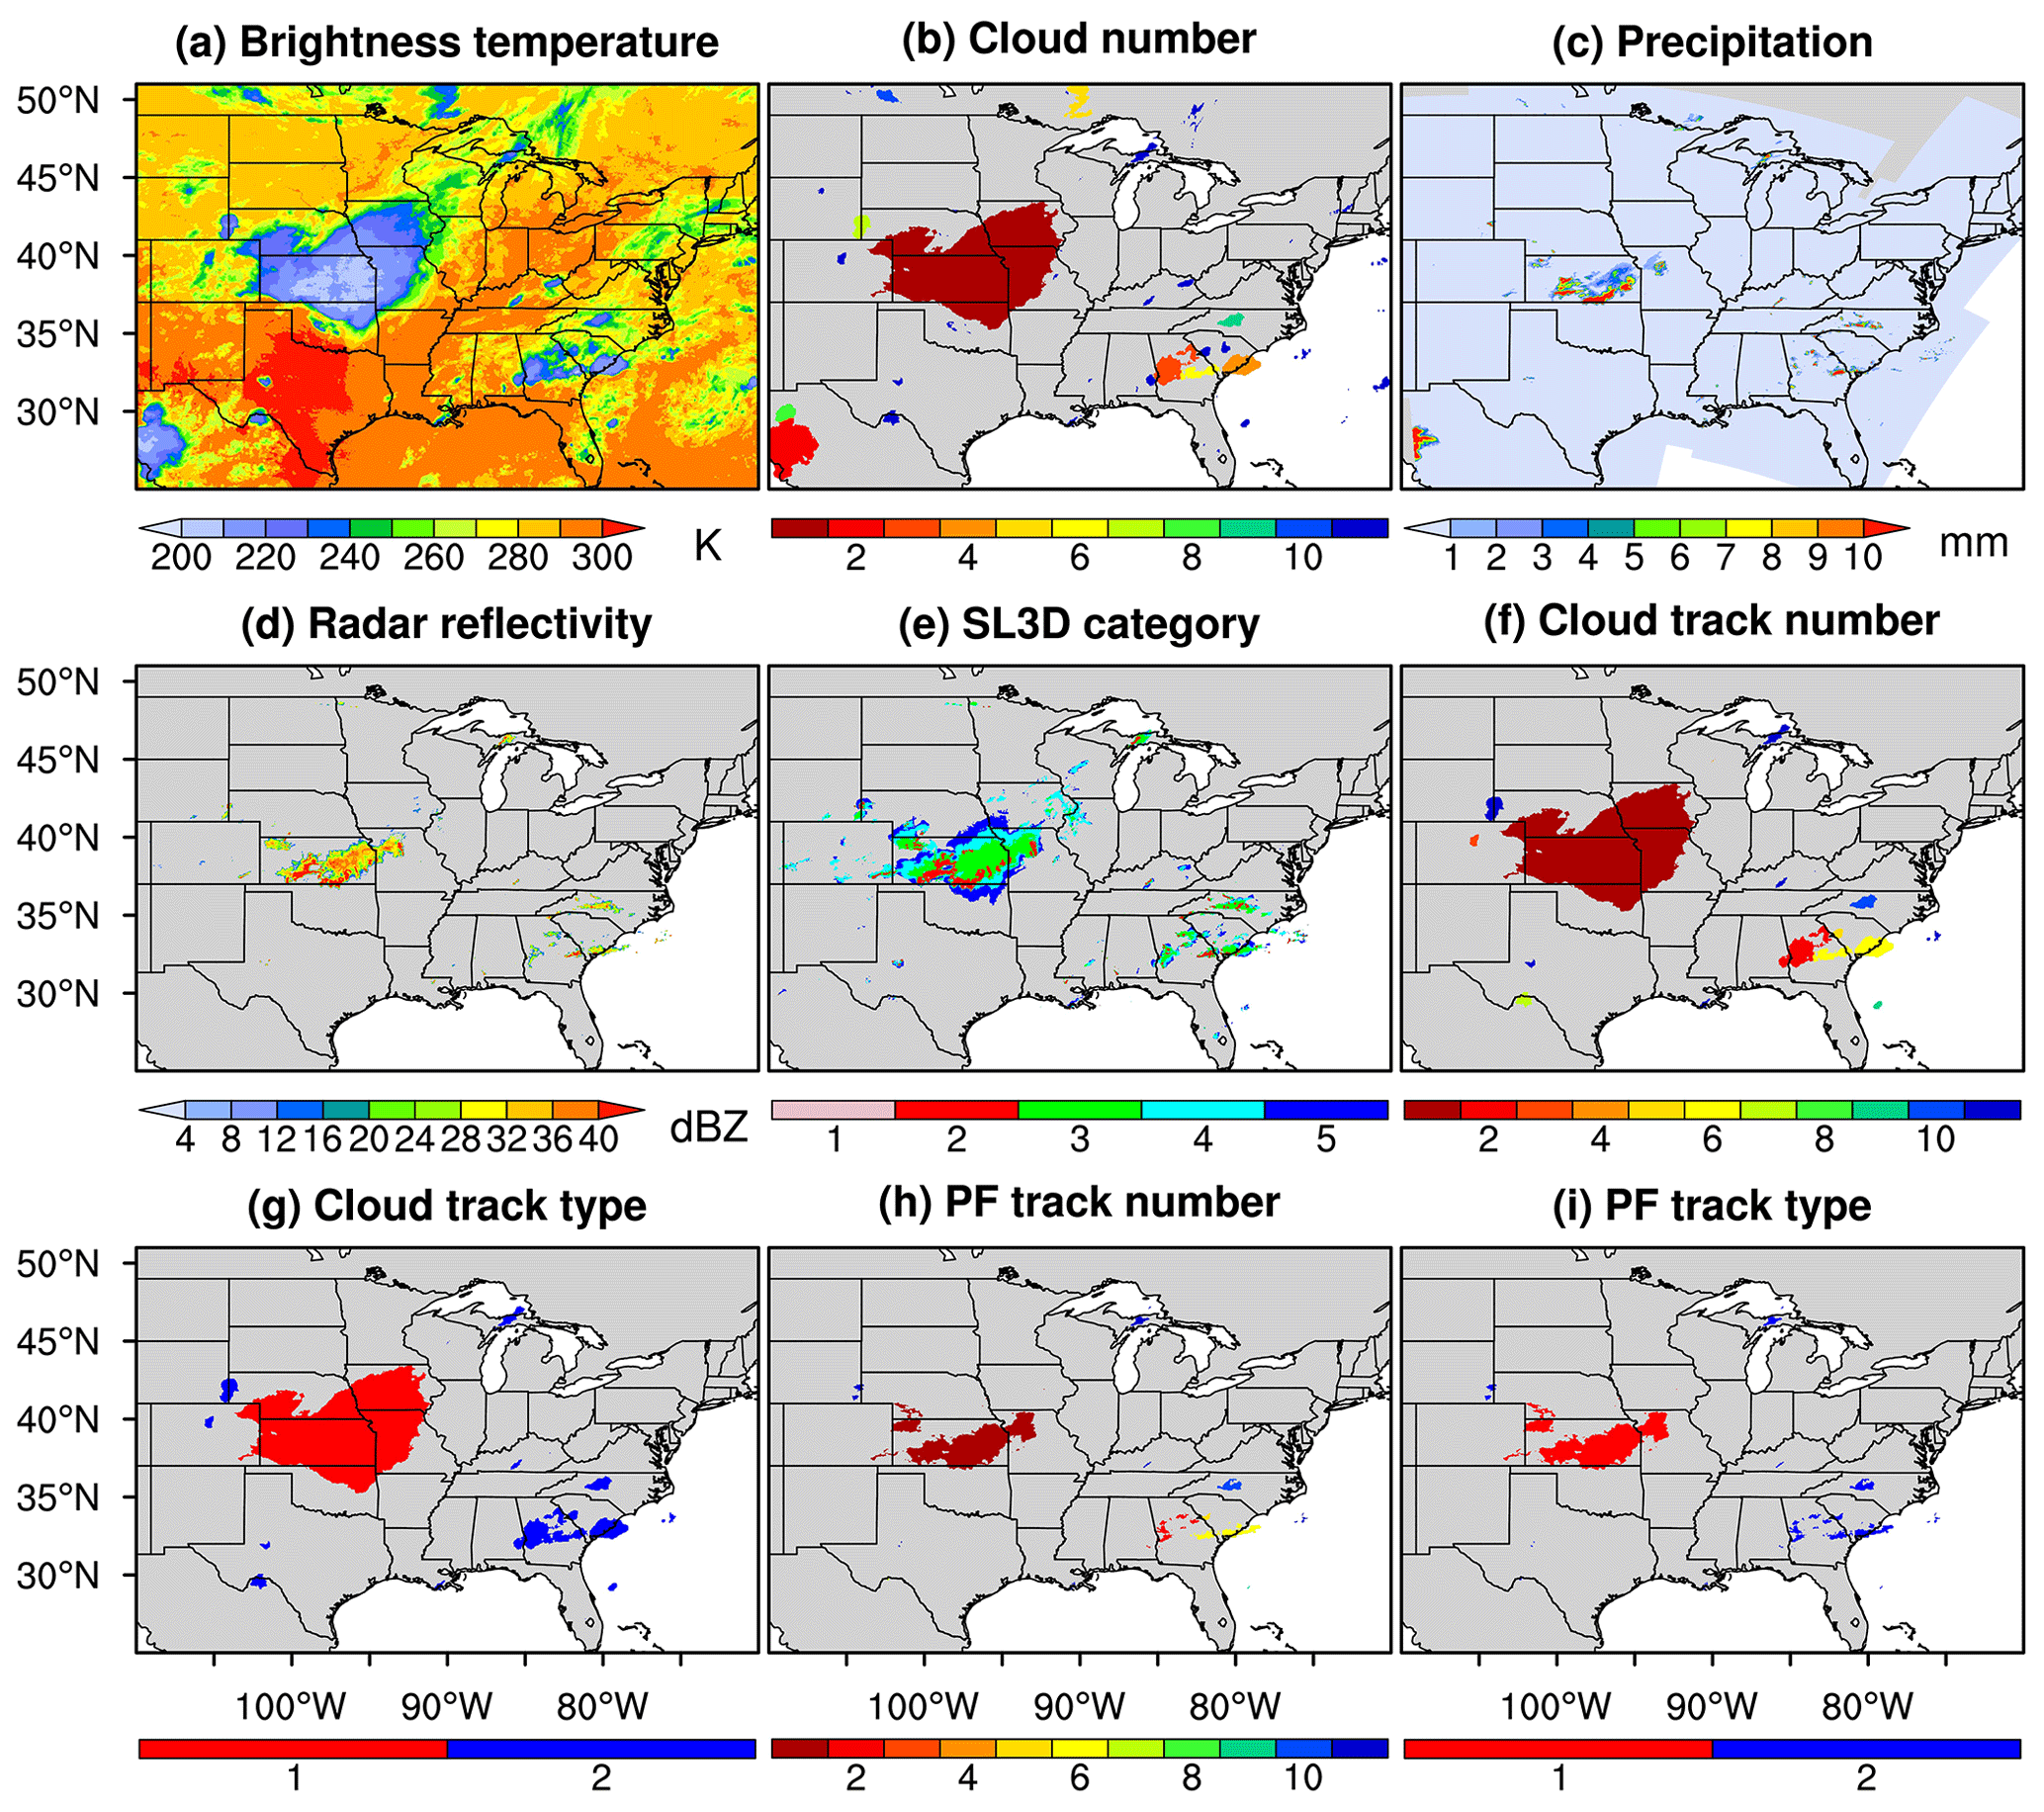 (a) Brightness temperature (b) Cloud number (c) Precipitation
50°N
45°N
40°N
35°N
30°N
200 220 240 260 280 300 K 2 4 6 8 10 1 2 3 4 5 6 7 8 9 10 mm
(d) Radar reflectivity (e) SL3D category (f) Cloud track number
50°N
45°N
40°N
35°N
30°N
4 8 12 16 20 24 28 32 36 40 dBZ 1 2 3 4 5 2 4 6 8 10
(g) Cloud track type (h) PF track number (i) PF track type
50°N
45°N
40°N
35°N
30°N
100°W 90°W 80°W 100°W 90°W 80°W 100°W 90°W 80°W
1 2 2 4 6 8 10 1 2